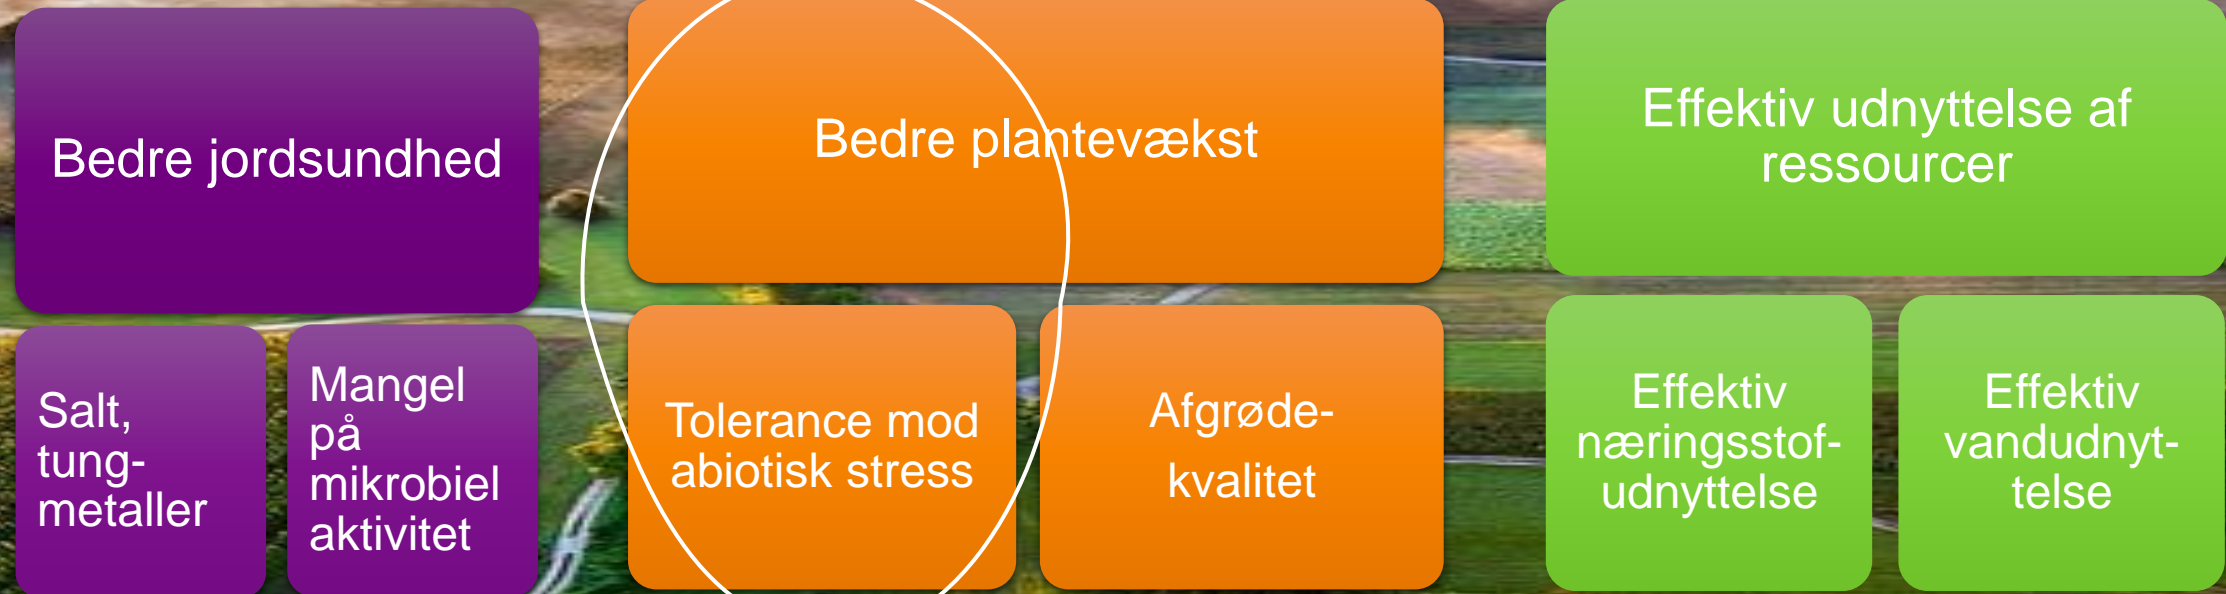 Bedre jordsundhed
Salt,
tung-
metaller
Mangel
på
mikrobiel
aktivitet
Bedre plantevækst
Tolerance mod
abiotisk stress
Afgrøde-
kvalitet
Effektiv udnyttelse af
ressourcer
Effektiv
næringsstof-
udnyttelse
Effektiv
vandudnyt-
telse